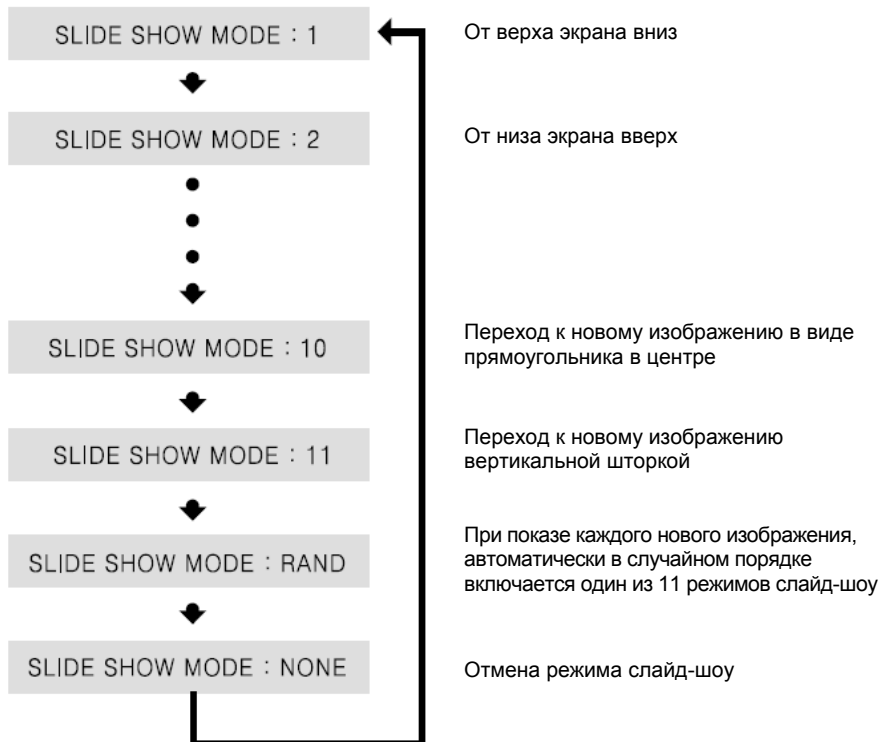 SLIDE SHOW MODE : 1
От верха экрана вниз
SLIDE SHOW MODE : 2
От низа экрана вверх
SLIDE SHOW MODE : 10
Переход к новому изображению в виде
прямоугольника в центре
SLIDE SHOW MODE : 11
Переход к новому изображению
вертикальной шторкой
SLIDE SHOW MODE : RAND
При показе каждого нового изображения,
автоматически в случайном порядке
включается один из 11 режимов слайд-шоу
SLIDE SHOW MODE : NONE
Отмена режима слайд-шоу